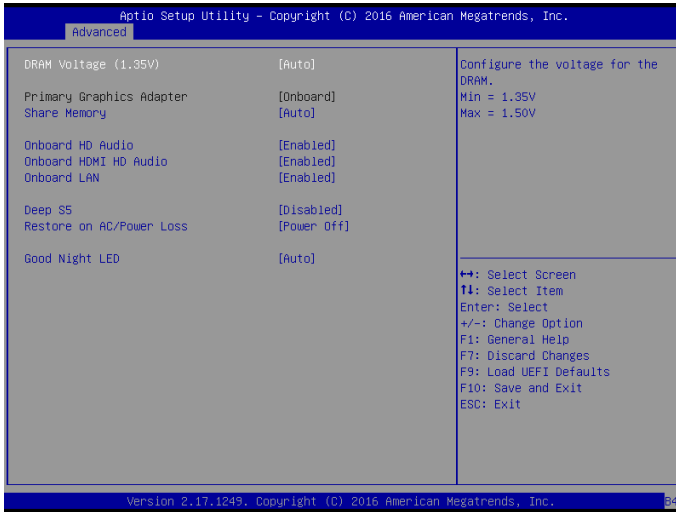 Aptio Setup Utility – Copyright (C) 2016 American Megatrends, Inc.
Advanced
DRAM Voltage (1.35V) [Auto]
Primary Graphics Adapter [Onboard]
Share Memory [Auto]
Onboard HD Audio [Enabled]
Onboard HDMI HD Audio [Enabled]
Onboard LAN [Enabled]
Deep S5 [Disabled]
Restore on AC/Power Loss [Power Off]
Good Night LED [Auto]
Configure the voltage for the
DRAM.
Min = 1.35V
Max = 1.50V
↔: Select Screen
↑↓: Select Item
Enter: Select
+/-: Change Option
F1: General Help
F7: Discard Changes
F9: Load UEFI Defaults
F10: Save and Exit
ESC: Exit
Version 2.17.1249. Copyright (C) 2016 American Megatrends, Inc.
B4